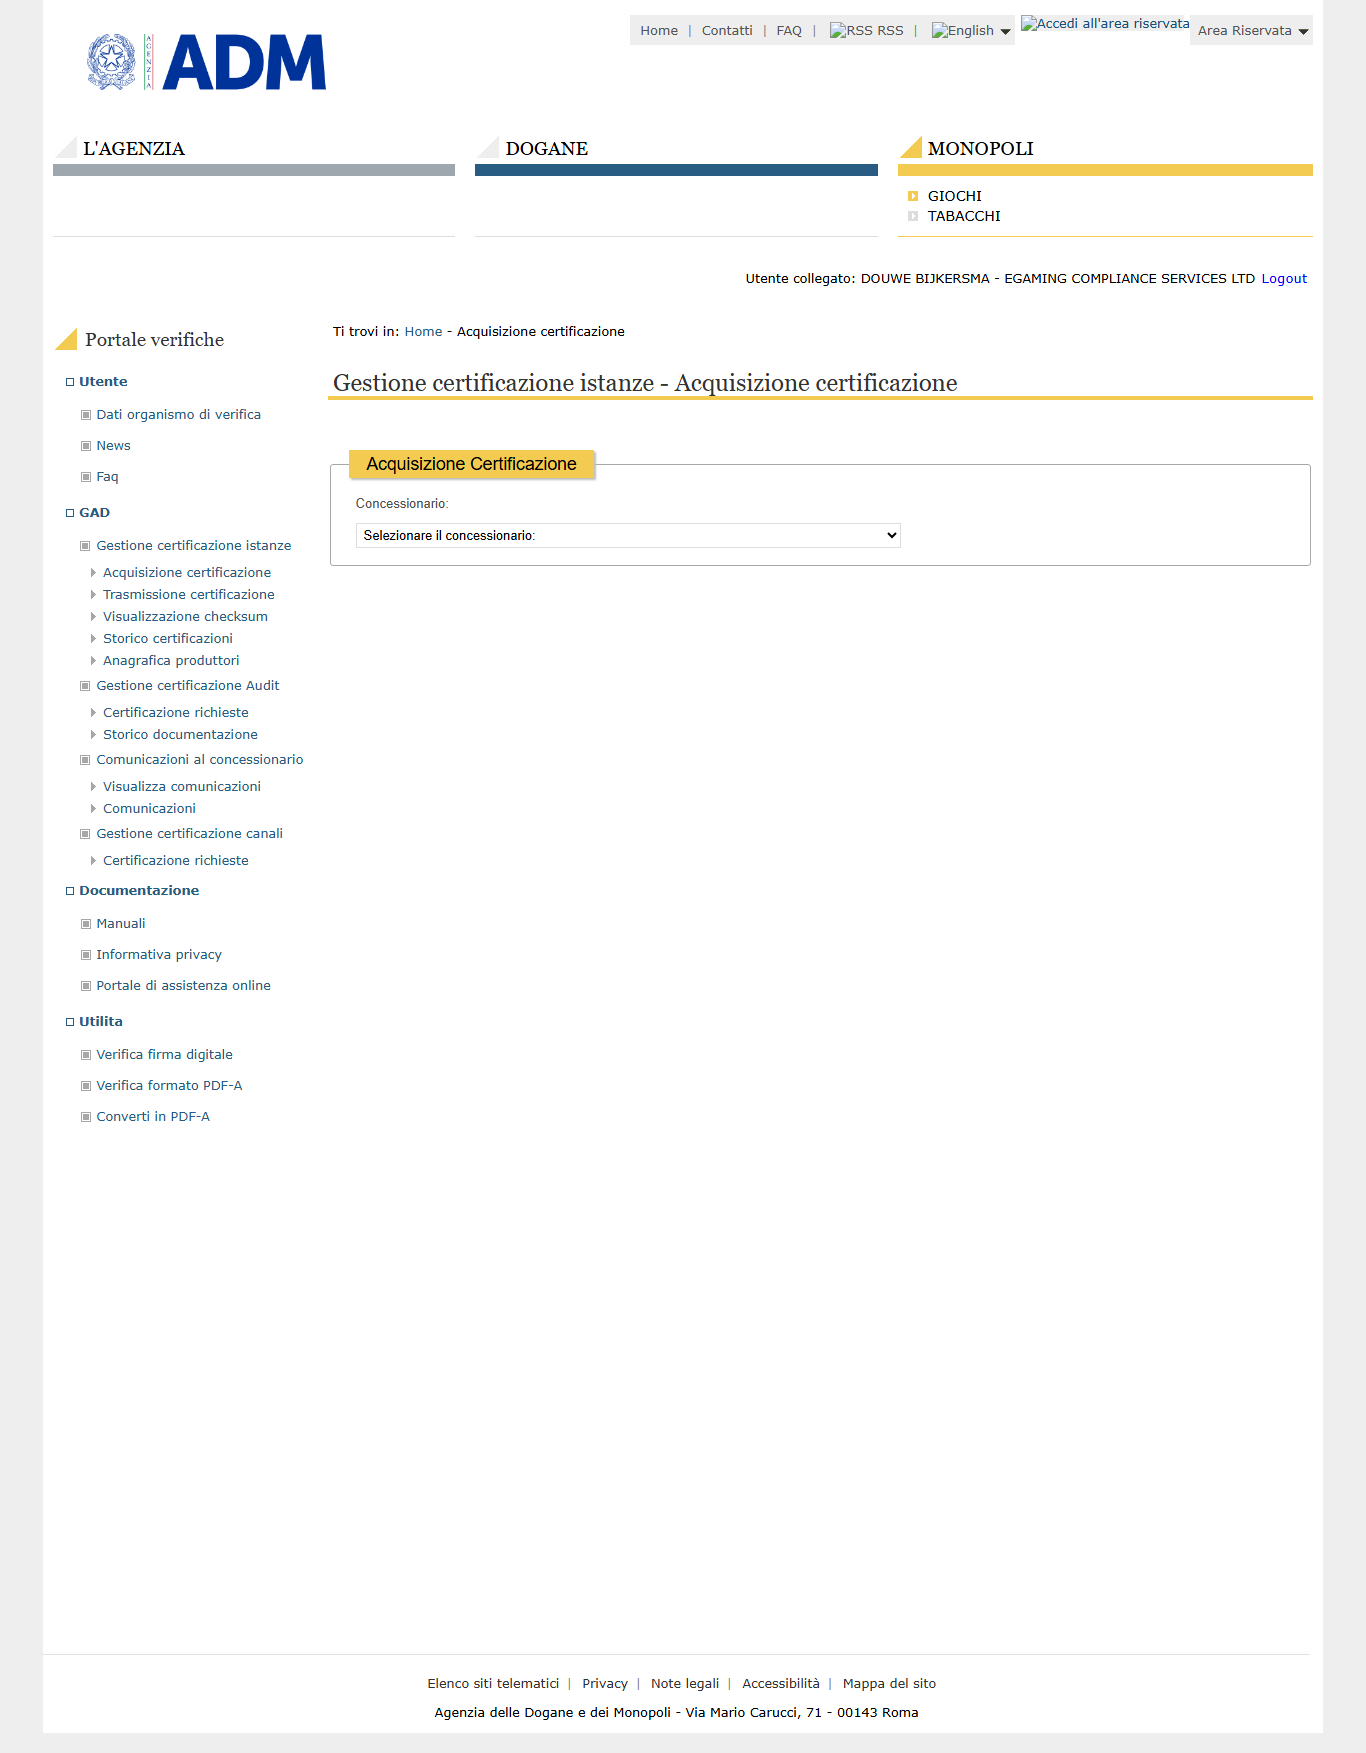 Home | Contatti | FAQ | RSS RSS | English Accedi all'area riservata Area Riservata
AGENZIA ADM
L'AGENZIA
DOGANE
MONOPOLI
GIOCHI
TABACCHI
Utente collegato: DOUWE BIJKERSMA - EGAMING COMPLIANCE SERVICES LTD Logout
Portale verifiche
Utente
Dati organismo di verifica
News
Faq
GAD
Gestione certificazione istanze
Acquisizione certificazione
Trasmissione certificazione
Visualizzazione checksum
Storico certificazioni
Anagrafica produttori
Gestione certificazione Audit
Certificazione richieste
Storico documentazione
Comunicazioni al concessionario
Visualizza comunicazioni
Comunicazioni
Gestione certificazione canali
Certificazione richieste
Documentazione
Manuali
Informativa privacy
Portale di assistenza online
Utilita
Verifica firma digitale
Verifica formato PDF-A
Converti in PDF-A
Ti trovi in: Home - Acquisizione certificazione
Gestione certificazione istanze - Acquisizione certificazione
Acquisizione Certificazione
Concessionario:
Selezionare il concessionario:
Elenco siti telematici | Privacy | Note legali | Accessibilità | Mappa del sito
Agenzia delle Dogane e dei Monopoli - Via Mario Carucci, 71 - 00143 Roma